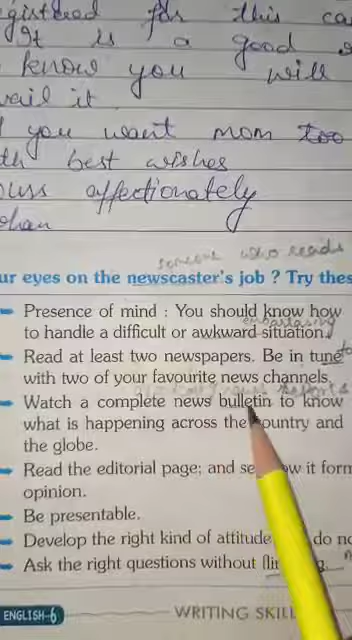 for this ca
It is a good
know you will
vail it
you want mom too
th best wishes
affectionately
ohan
someone who reads
ur eyes on the newscaster's job ? Try thes
Presence of mind : You should know how
to handle a difficult or awkward situation.
Read at least two newspapers. Be in tune
with two of your favourite news channels.
reports
Watch a complete news bulletin to know
what is happening across the country and
the globe.
Read the editorial page; and se w it form
opinion.
Be presentable.
Develop the right kind of attitude do no
Ask the right questions without fli
ENGLISH-6
WRITING SKIL